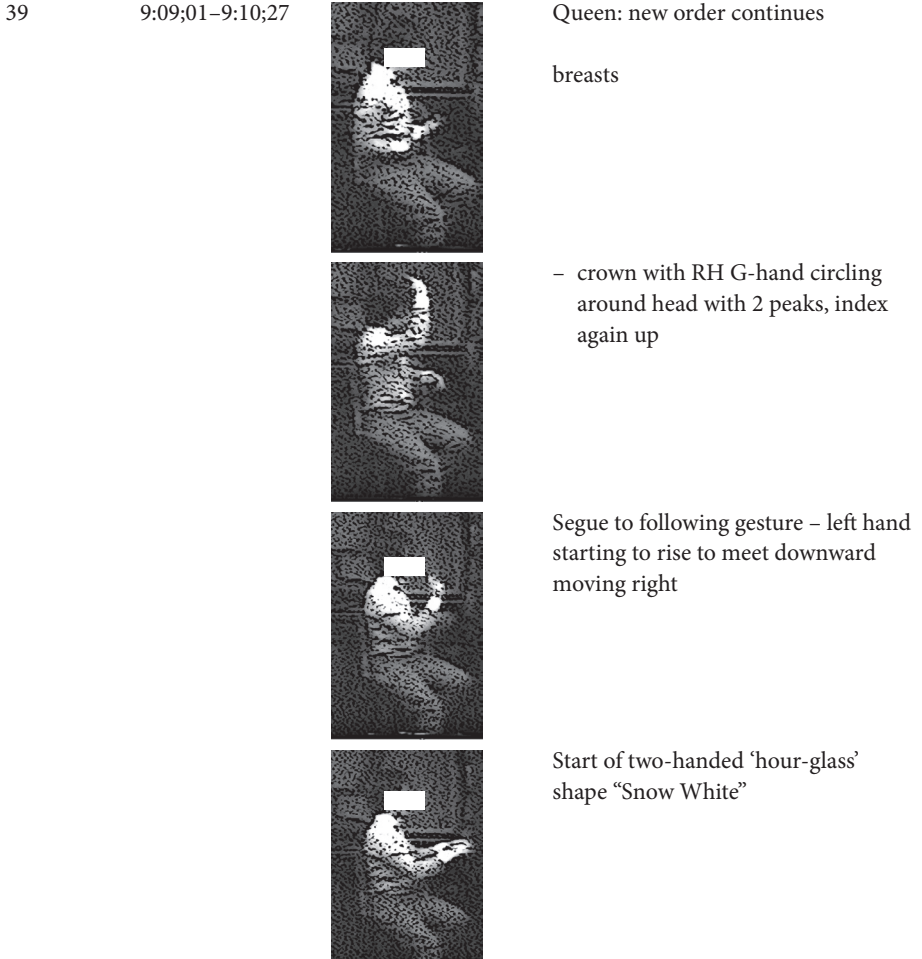 39 9:09;01–9:10;27 Queen: new order continues
breasts
– crown with RH G-hand circling
around head with 2 peaks, index
again up
Segue to following gesture – left hand
starting to rise to meet downward
moving right
Start of two-handed ‘hour-glass’
shape “Snow White”